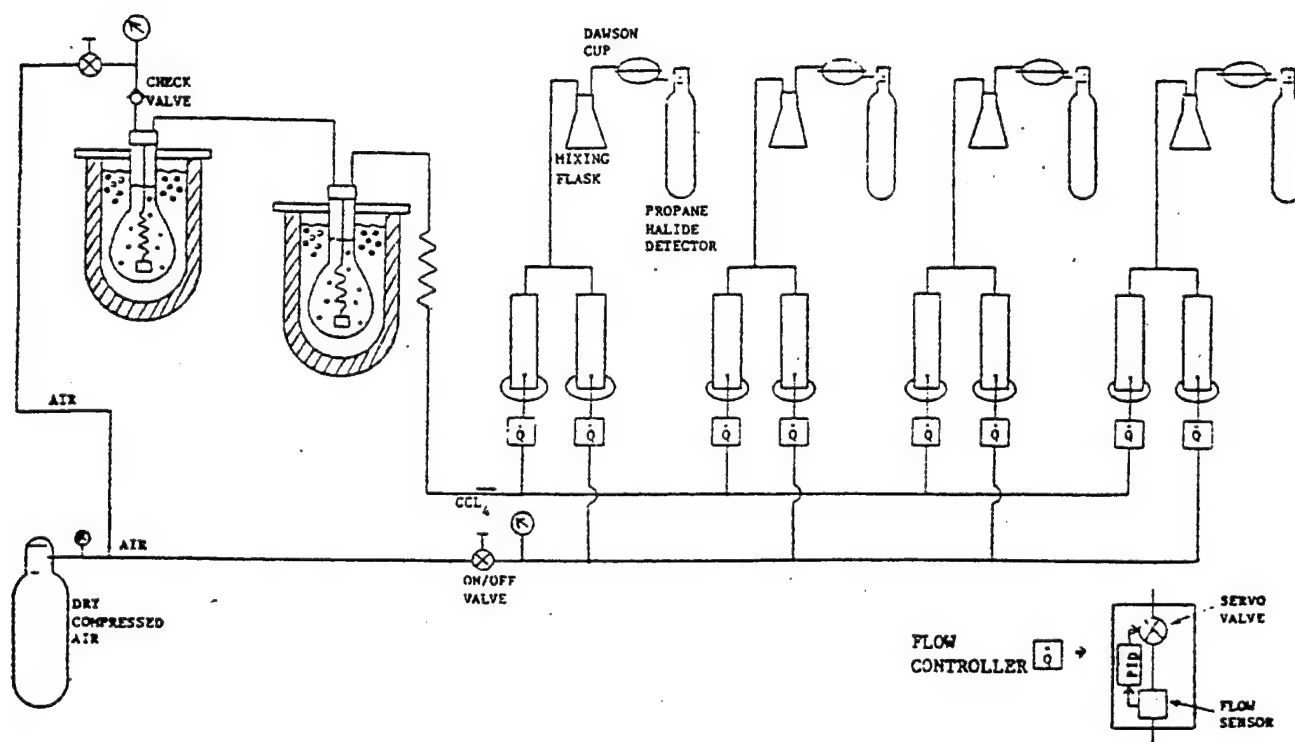 DAWSON
CUP
CHECK
VALVE
MIXING
FLASK
PROPANE
HALIDE
DETECTOR
Q̇ Q̇ Q̇ Q̇ Q̇ Q̇ Q̇ Q̇
AIR
CCL₄
AIR
ON/OFF
VALVE
DRY
COMPRESSED
AIR
FLOW
CONTROLLER Q̇
PID
SERVO
VALVE
FLOW
SENSOR